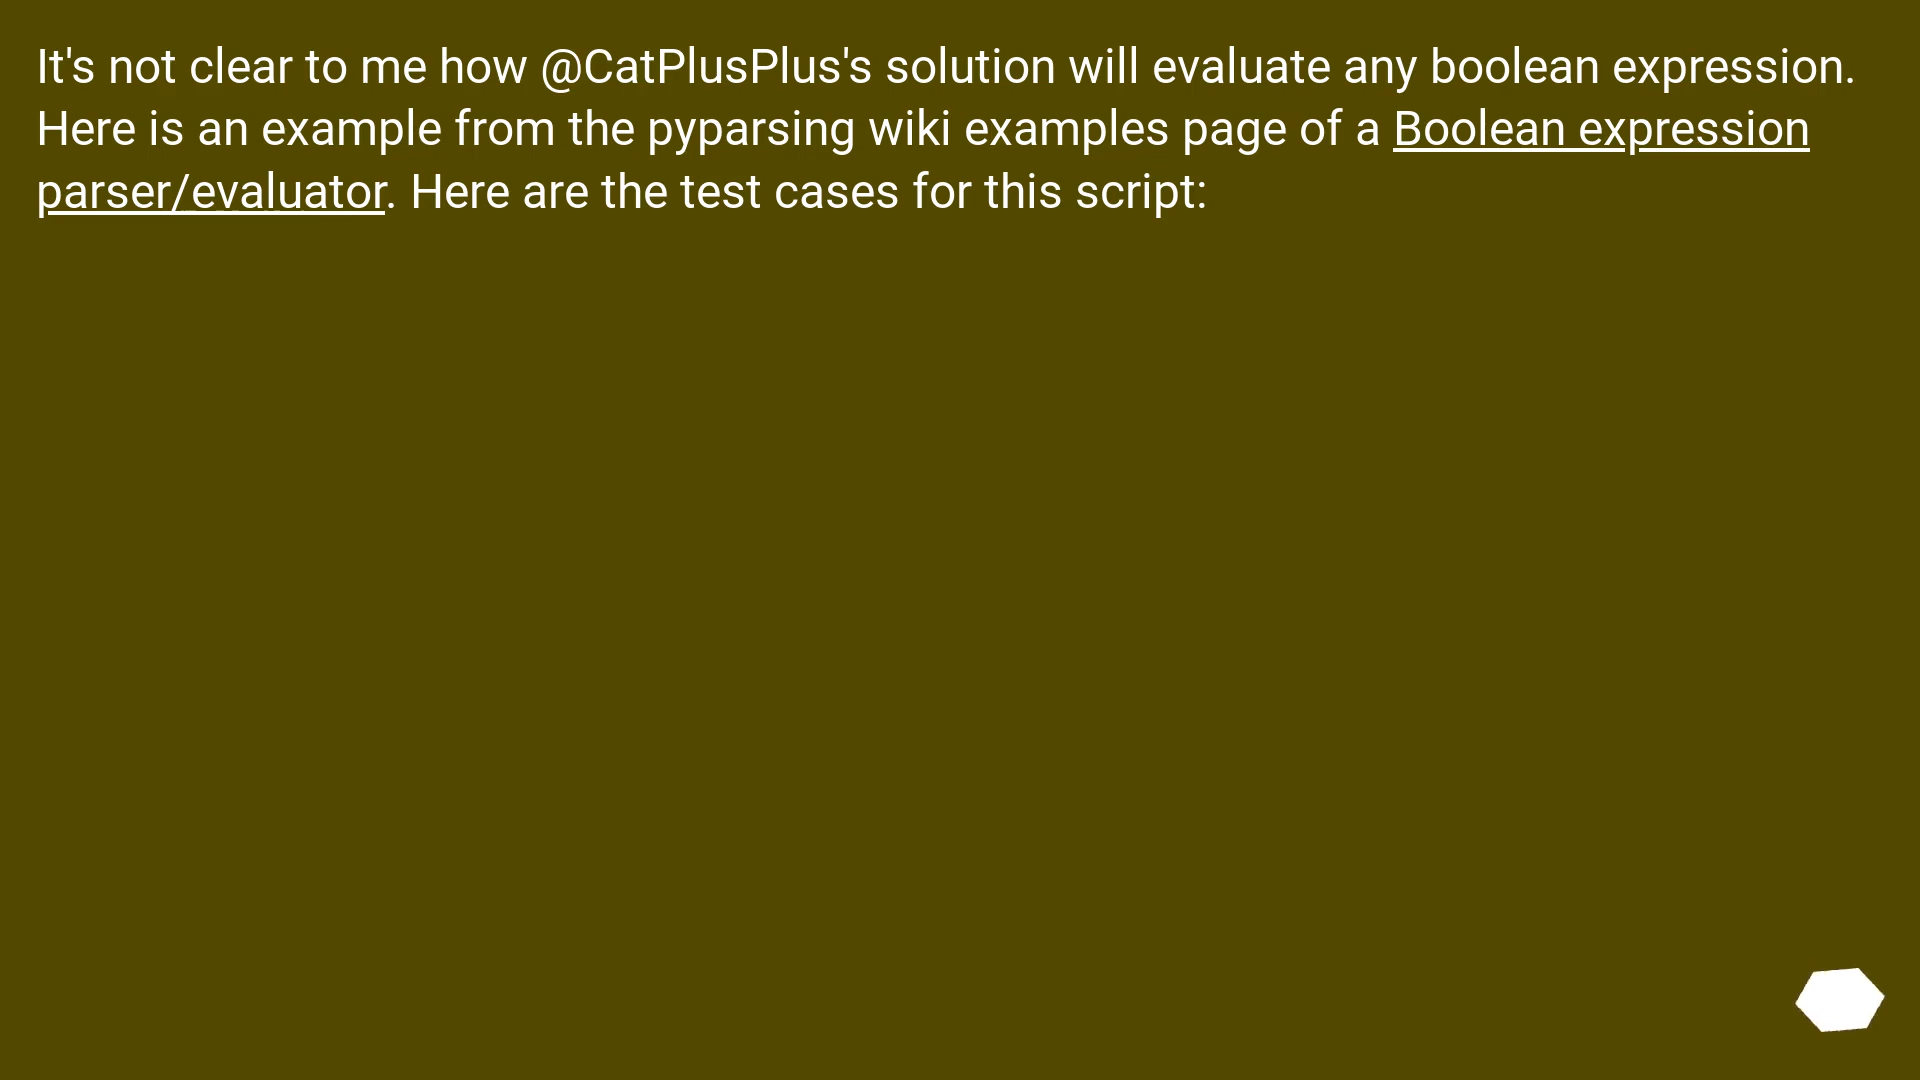 It's not clear to me how @CatPlusPlus's solution will evaluate any boolean expression.
Here is an example from the pyparsing wiki examples page of a Boolean expression
parser/evaluator. Here are the test cases for this script: